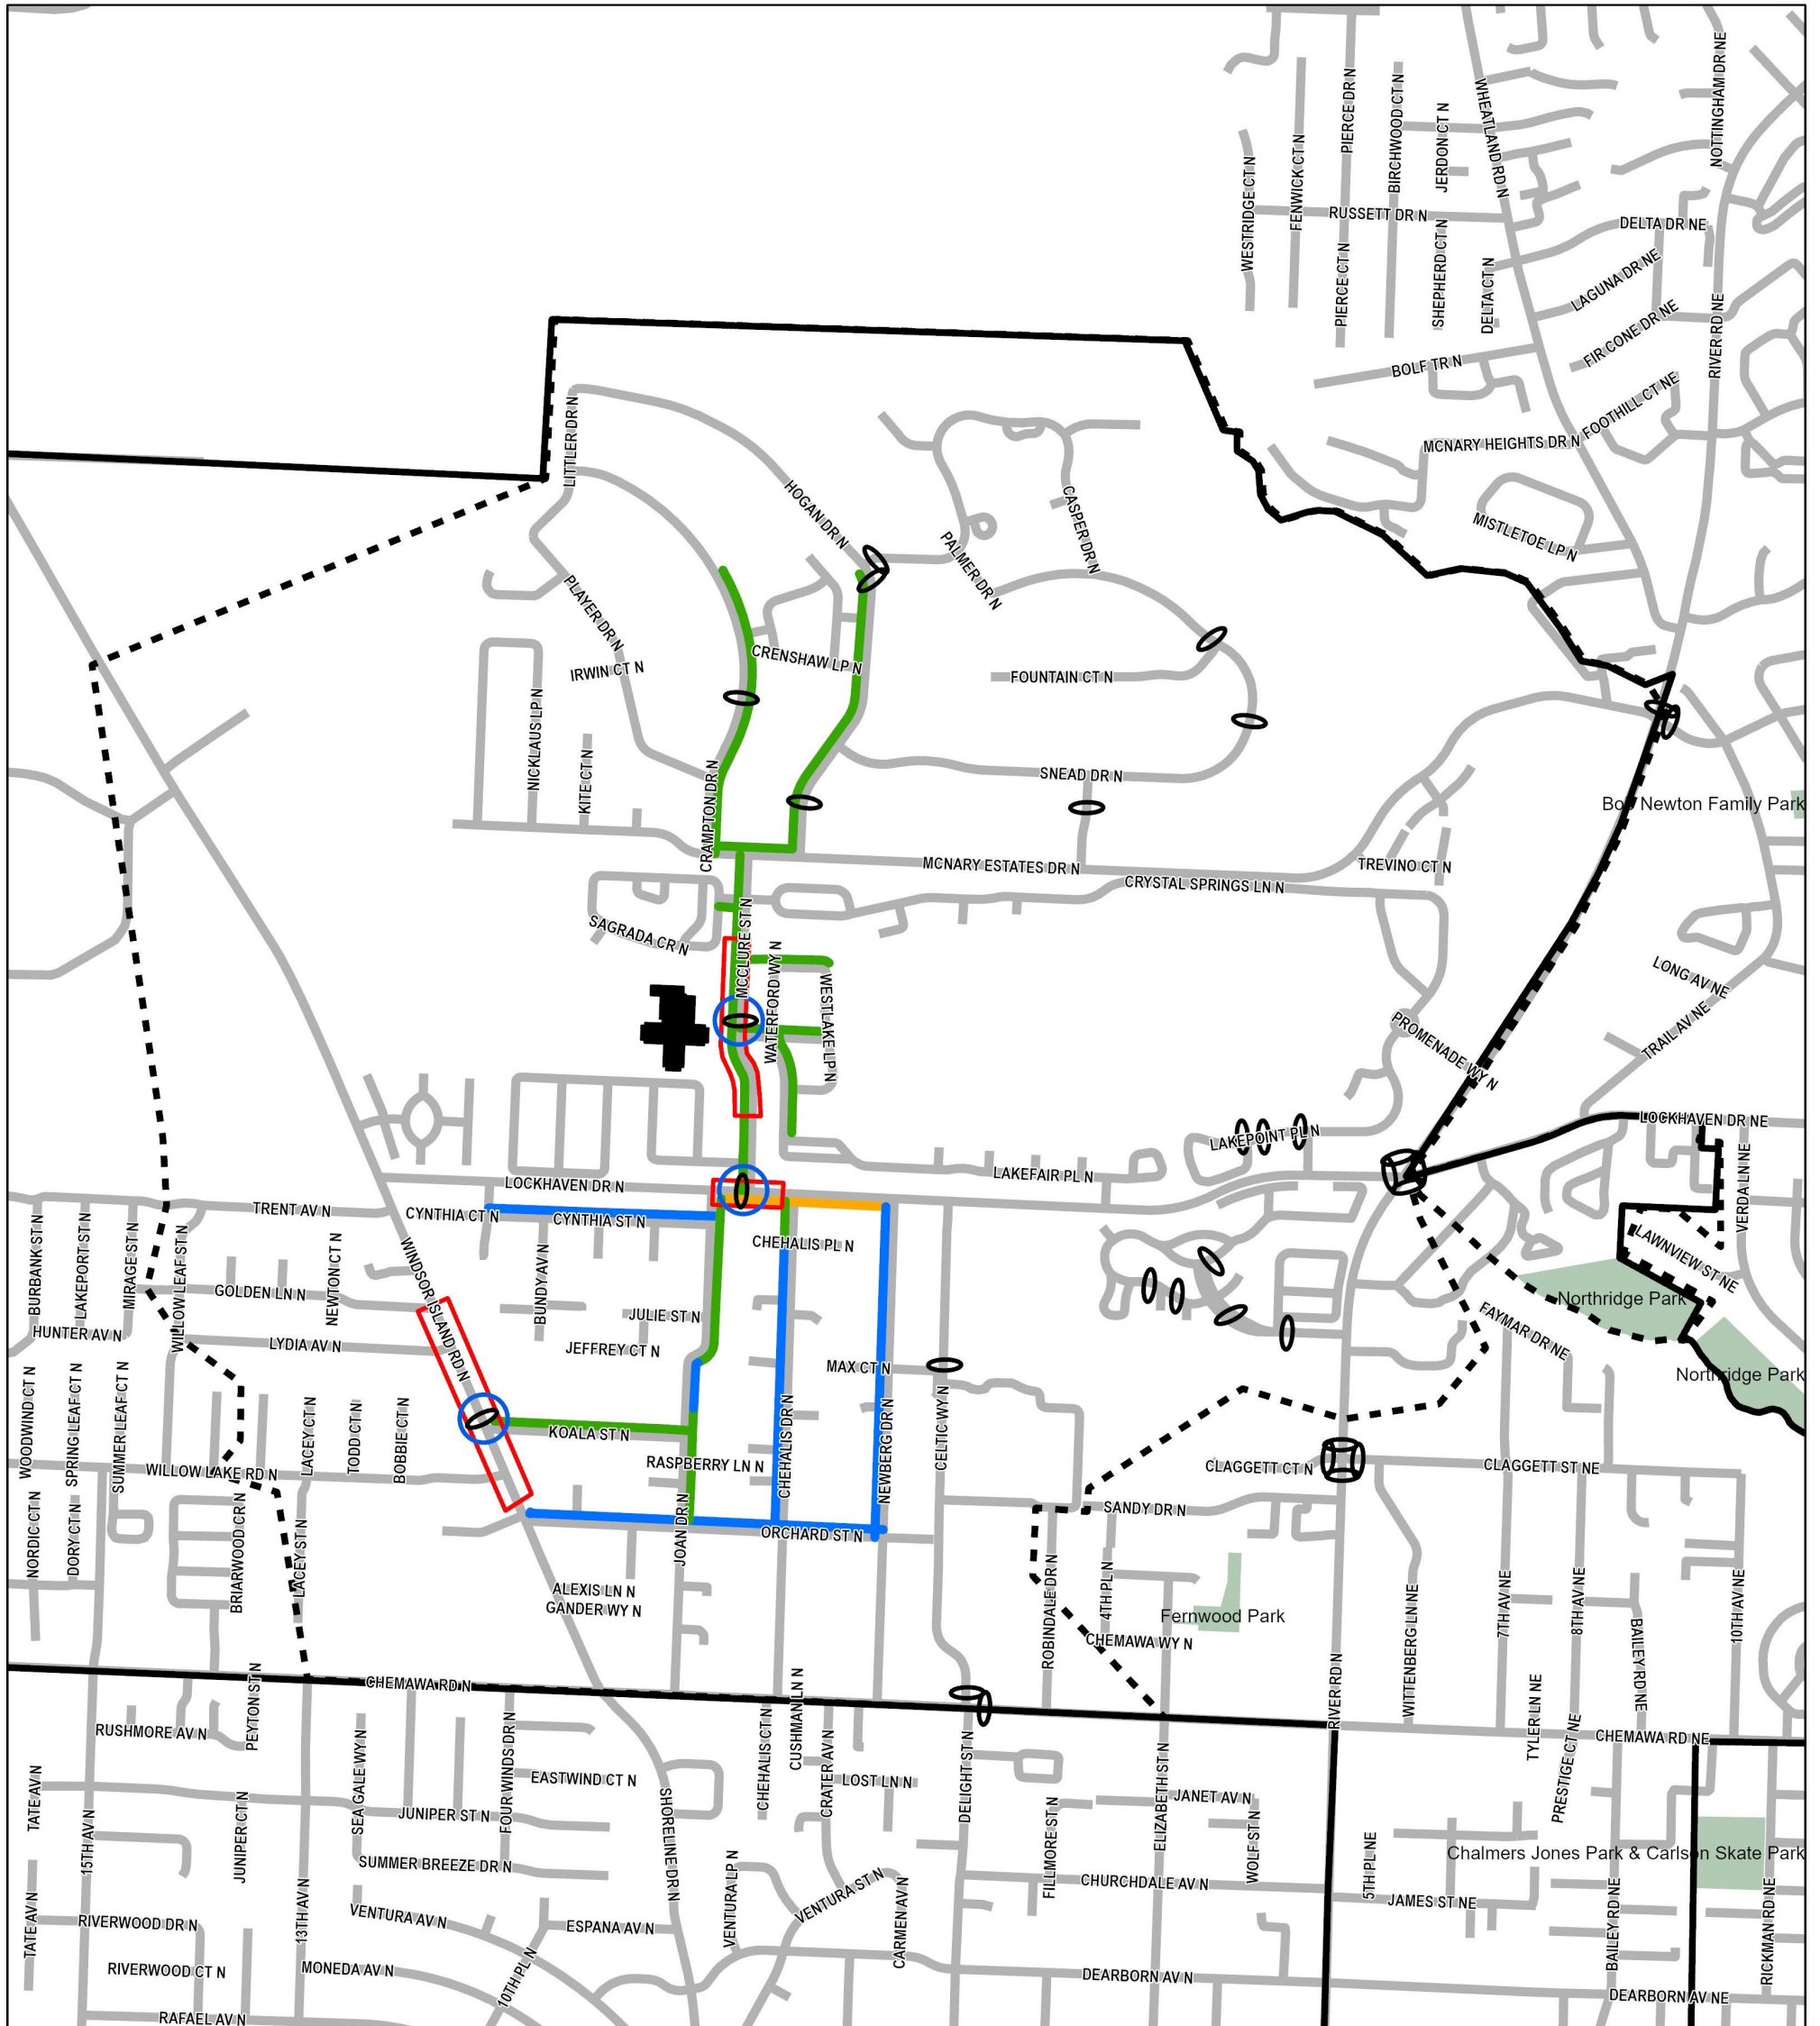 NOTTINGHAM DR NE
WHEATLAND RD N
PIERCE DR N
BIRCHWOOD CT N
JERDON CT N
FENWICK CT N
WESTRIDGE CT N
RUSSETT DR N
DELTA DR NE
SHEPHERD CT N
PIERCE CT N
DELTA CT N
LAGUNA DR NE
FIR CONE DR NE
RIVER RD NE
BOLF TR N
FOOTHILL CT NE
MCNARY HEIGHTS DR N
LITTLER DR N
HOGAN DR N
CASPER DR N
PALMER DR N
MISTLETOE LP N
PLAYER DR N
CRENSHAW LP N
IRWIN CT N
FOUNTAIN CT N
NICKLAUS LP N
KITE CT N
SNEAD DR N
CRAMPTON DR N
Bob Newton Family Park
MCNARY ESTATES DR N
TREVINO CT N
CRYSTAL SPRINGS LN N
SAGRADA CR N
MCCLURE ST N
WATERFORD WY N
WESTLAKE LP N
LONG AV NE
TRAIL AV NE
PROMENADE WY N
LOCKHAVEN DR NE
LAKEPOINT PL N
LAKEFAIR PL N
VERDA LN NE
LOCKHAVEN DR N
TRENT AV N
CYNTHIA CT N
CYNTHIA ST N
CHEHALIS PL N
LAWNVIEW ST NE
BURBANK ST N
LAKEPORT ST N
MIRAGE ST N
WILLOW LEAF ST N
NEWTON CT N
WINDSOR ISLAND RD N
BUNDY AV N
GOLDEN LN N
JULIE ST N
Northridge Park
HUNTER AV N
LYDIA AV N
JEFFREY CT N
FAYMAR DR NE
MAX CT N
Northridge Park
WOODWIND CT N
SPRING LEAF CT N
SUMMER LEAF CT N
LACEY CT N
TODD CT N
BOBBIE CT N
KOALA ST N
CHEHALIS DR N
NEWBERG DR N
CELTIC WY N
RASPBERRY LN N
WILLOW LAKE RD N
CLAGGETT CT N
CLAGGETT ST NE
NORDIC CT N
DORY CT N
BRIARWOOD CR N
LACEY ST N
JOAN DR N
SANDY DR N
ORCHARD ST N
ALEXIS LN N
GANDER WY N
ROBINDALE DR N
4TH PL N
Fernwood Park
CHEMAWA WY N
WITTENBERG LN NE
7TH AV NE
8TH AV NE
BAILEY RD NE
10TH AV NE
RIVER RD N
CHEMAWA RD N
PEYTON ST N
CHEHALIS CT N
CUSHMAN LN N
TYLER LN NE
PRESTIGE CT NE
CHEMAWA RD NE
RUSHMORE AV N
SEA GALE WY N
FOUR WINDS DR N
EASTWIND CT N
CRATER AV N
LOST LN N
DELIGHT ST N
JANET AV N
ELIZABETH ST N
WOLF ST N
FILLMORE ST N
TATE AV N
15TH AV N
JUNIPER CT N
JUNIPER ST N
SHORELINE DR N
5TH PL NE
Chalmers Jones Park & Carlson Skate Park
SUMMER BREEZE DR N
CHURCHDALE AV N
JAMES ST NE
TATE AV N
13TH AV N
RIVERWOOD DR N
VENTURA AV N
ESPANA AV N
VENTURA LP N
VENTURA ST N
CARMEN AV N
BAILEY RD NE
RICKMAN RD NE
RIVERWOOD CT N
MONEDA AV N
10TH PL N
DEARBORN AV N
DEARBORN AV NE
RAFAEL AV N